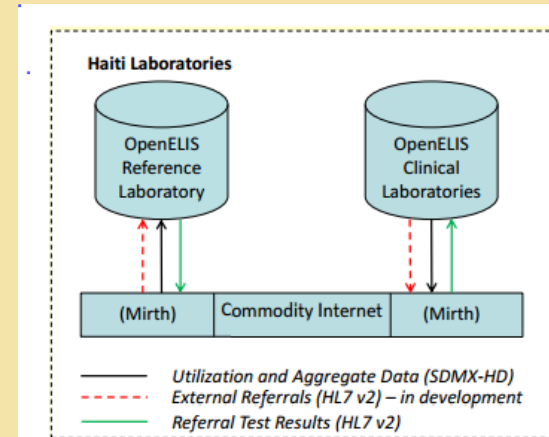 Haiti Laboratories
OpenELIS
Reference
Laboratory
OpenELIS
Clinical
Laboratories
(Mirth)
Commodity Internet
(Mirth)
Utilization and Aggregate Data (SDMX-HD)
External Referrals (HL7 v2) – in development
Referral Test Results (HL7 v2)